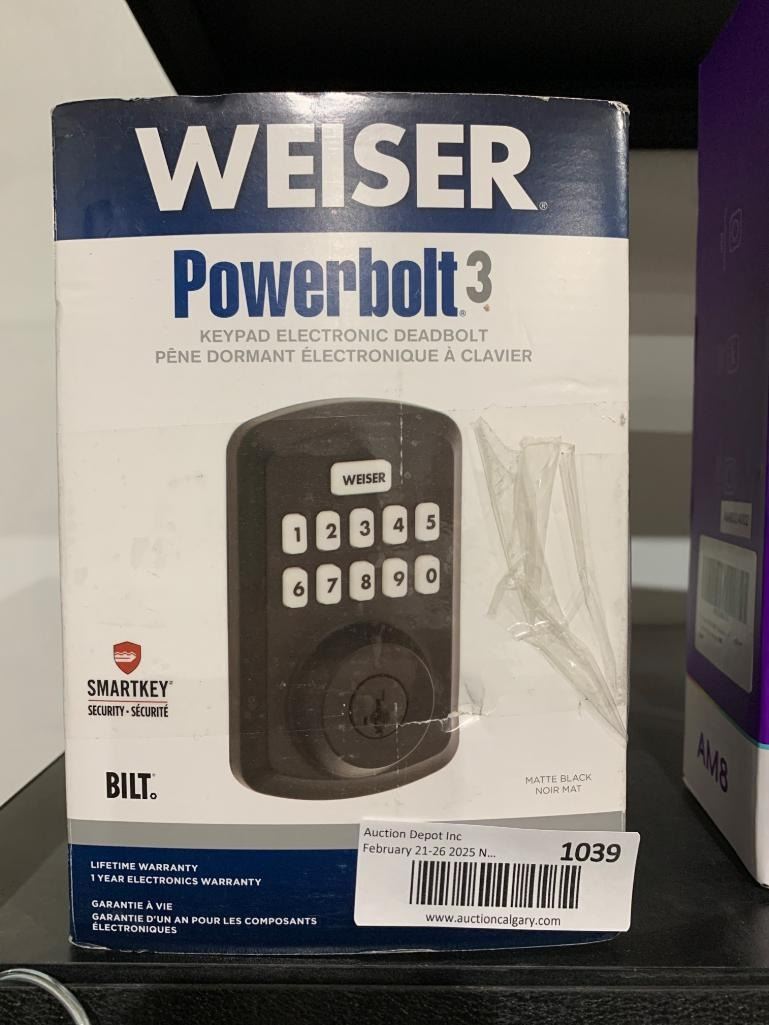 WEISER®
Powerbolt®3
KEYPAD ELECTRONIC DEADBOLT
PÊNE DORMANT ÉLECTRONIQUE À CLAVIER
WEISER
1 2 3 4 5
6 7 8 9 0
SMARTKEY
SECURITY • SÉCURITÉ
BILT
MATTE BLACK
NOIR MAT
LIFETIME WARRANTY
1 YEAR ELECTRONICS WARRANTY
GARANTIE À VIE
GARANTIE D'UN AN POUR LES COMPOSANTS
ÉLECTRONIQUES
Auction Depot Inc
February 21-26 2025 N...
1039
www.auctioncalgary.com
AM8